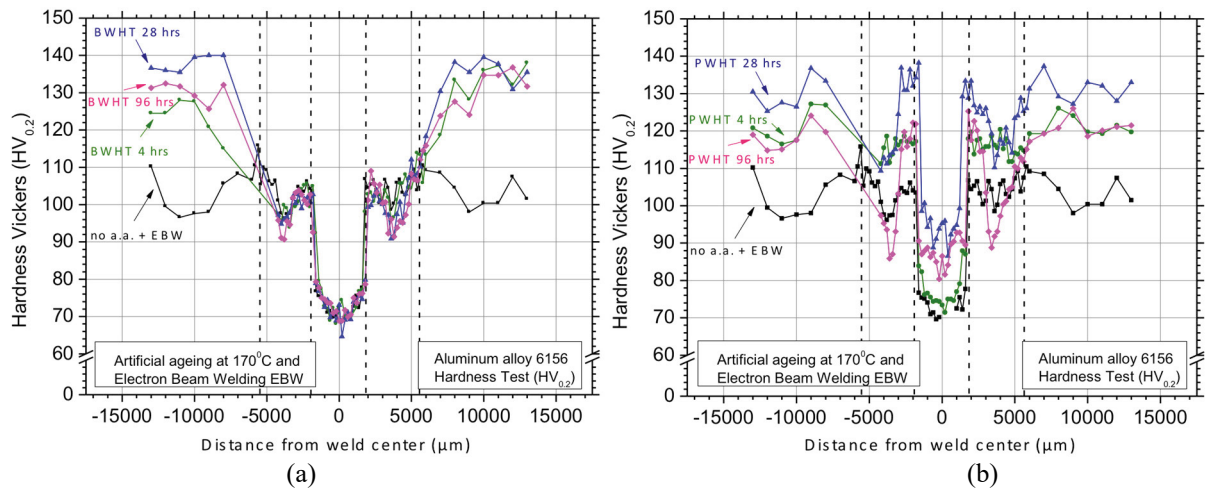 BWHT 28 hrs
BWHT 96 hrs
BWHT 4 hrs
no a.a. + EBW
Hardness Vickers (HV0.2)
150
140
130
120
110
100
90
80
70
60
0
Artificial ageing at 170⁰C and
Electron Beam Welding EBW
Aluminum alloy 6156
Hardness Test (HV0.2)
-15000 -10000 -5000 0 5000 10000 15000
Distance from weld center (µm)
(a)
PWHT 28 hrs
PWHT 4 hrs
PWHT 96 hrs
no a.a. + EBW
Hardness Vickers (HV0.2)
150
140
130
120
110
100
90
80
70
60
0
Artificial ageing at 170⁰C and
Electron Beam Welding EBW
Aluminum alloy 6156
Hardness Test (HV0.2)
-15000 -10000 -5000 0 5000 10000 15000
Distance from weld center (µm)
(b)